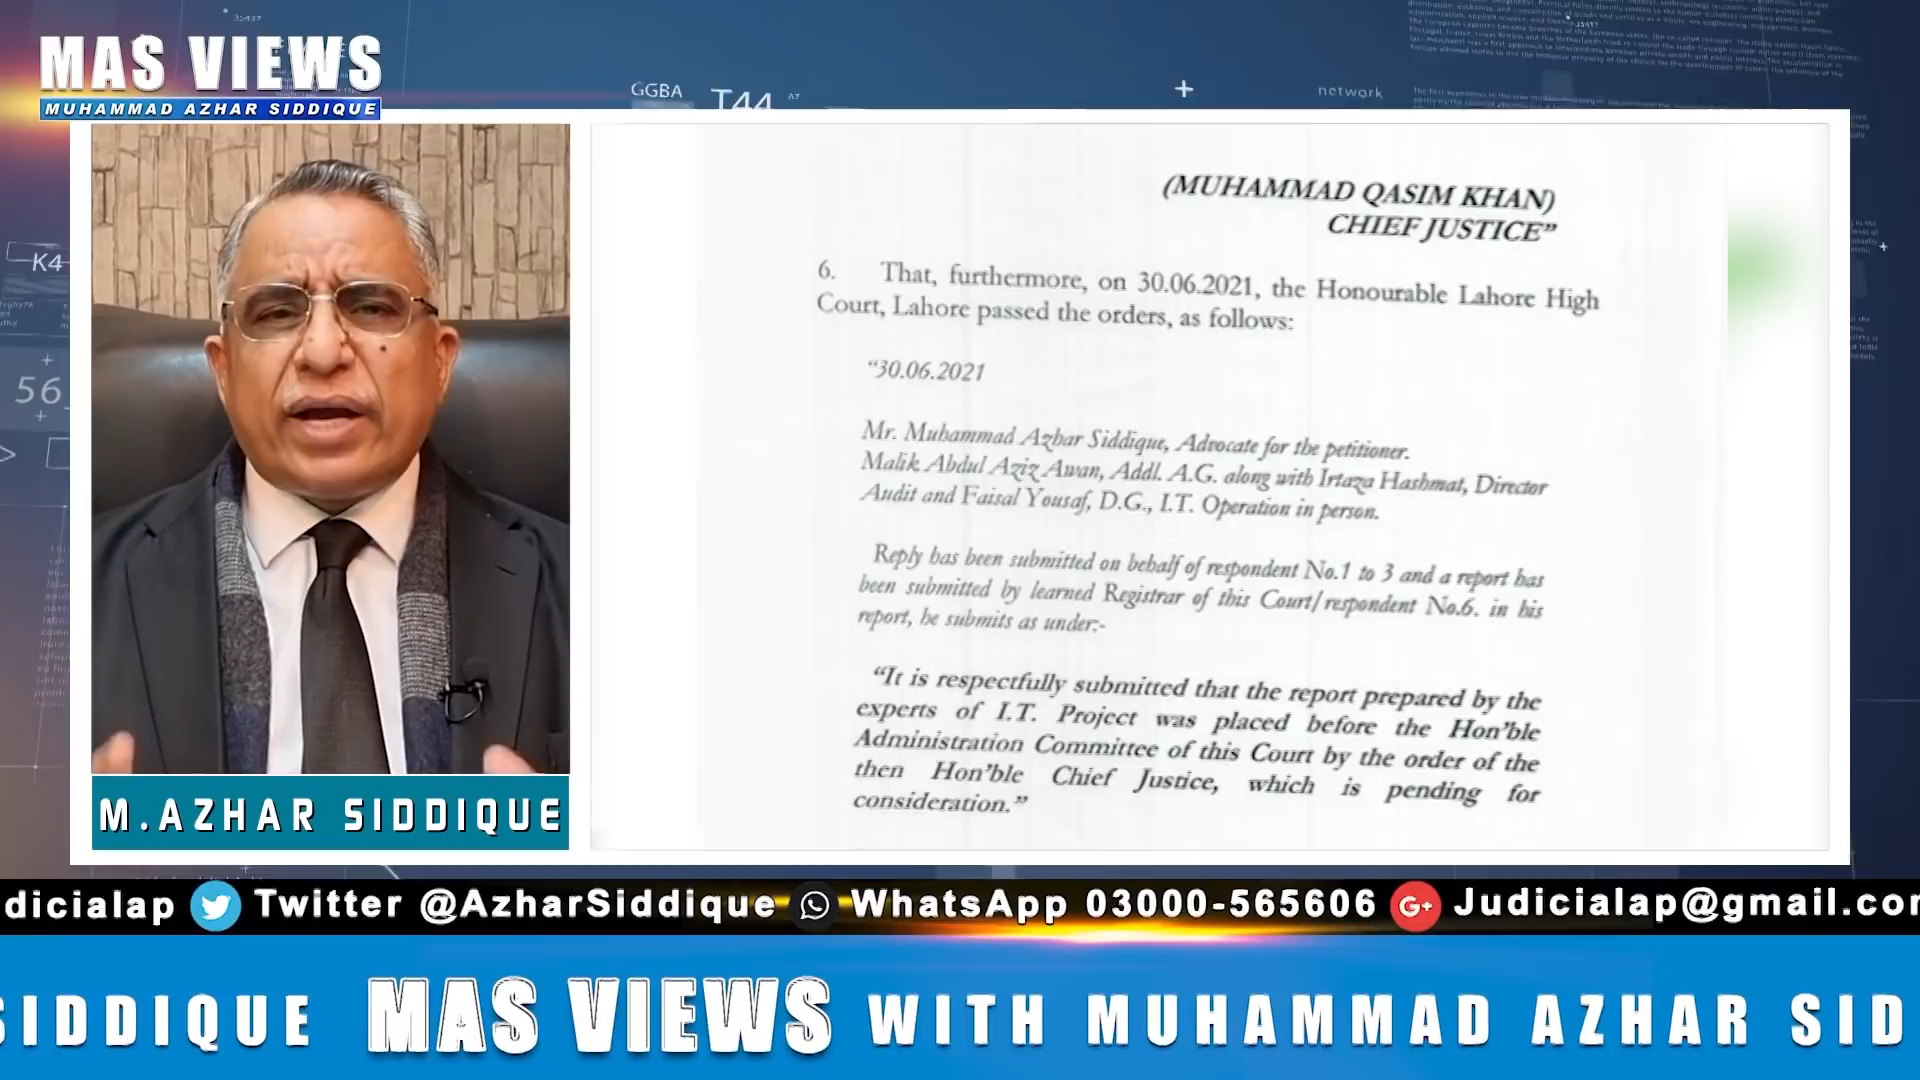 MAS VIEWS
MUHAMMAD AZHAR SIDDIQUE
35487
GGBA
T44
A7
network
K4
56
(MUHAMMAD QASIM KHAN)
CHIEF JUSTICE”
6. That, furthermore, on 30.06.2021, the Honourable Lahore High
Court, Lahore passed the orders, as follows:
“30.06.2021
Mr. Muhammad Azhar Siddique, Advocate for the petitioner.
Malik Abdul Aziz Awan, Addl. A.G. along with Irtaza Hashmat, Director
Audit and Faisal Yousaf, D.G., I.T. Operation in person.
Reply has been submitted on behalf of respondent No.1 to 3 and a report has
been submitted by learned Registrar of this Court/respondent No.6. in his
report, he submits as under:-
“It is respectfully submitted that the report prepared by the
experts of I.T. Project was placed before the Hon’ble
Administration Committee of this Court by the order of the
then Hon’ble Chief Justice, which is pending for
consideration.”
M.AZHAR SIDDIQUE
dicialap Twitter @AzharSiddique WhatsApp 03000-565606 G+ Judicialap@gmail.com
SIDDIQUE MAS VIEWS WITH MUHAMMAD AZHAR SID